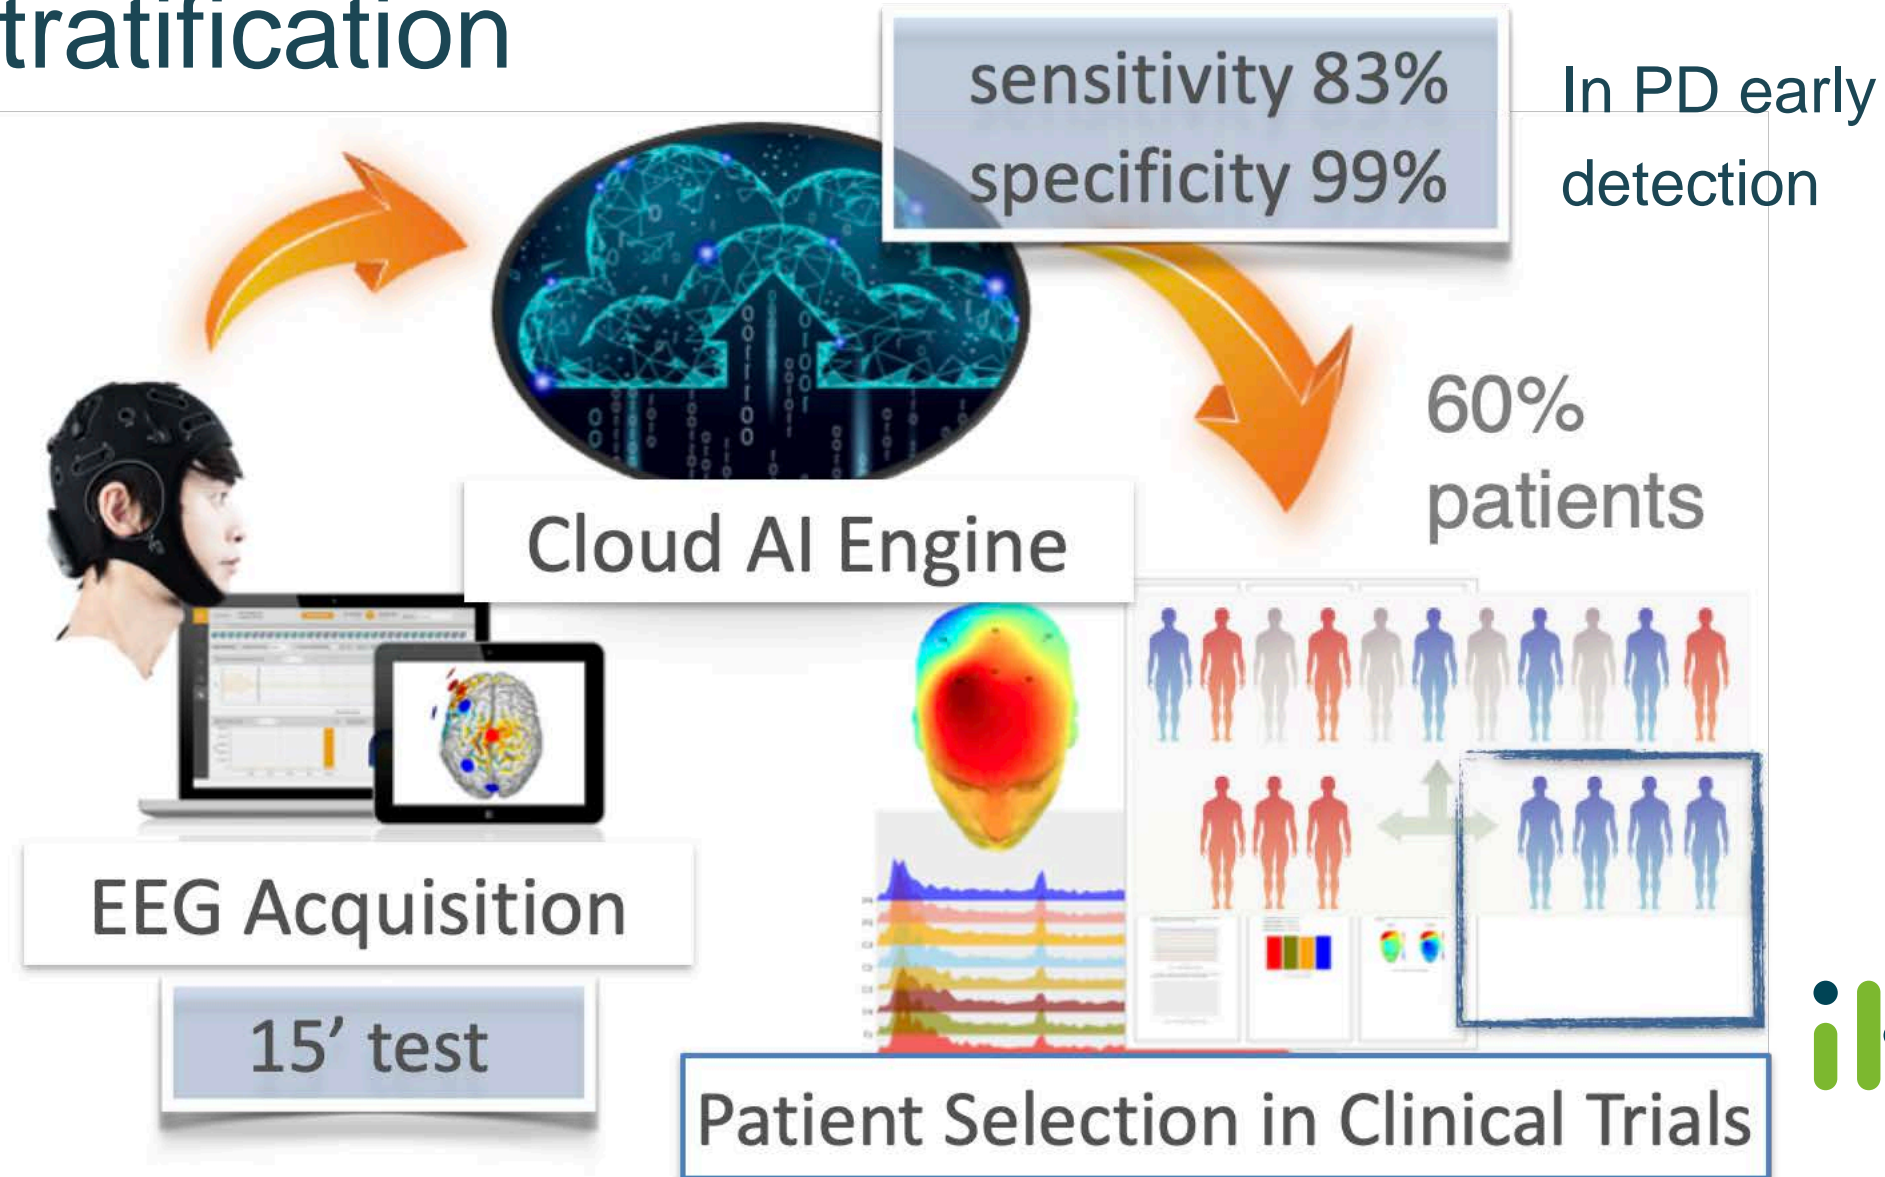 tratification
sensitivity 83%
specificity 99%
In PD early
detection
60%
patients
Cloud AI Engine
EEG Acquisition
15’ test
Patient Selection in Clinical Trials